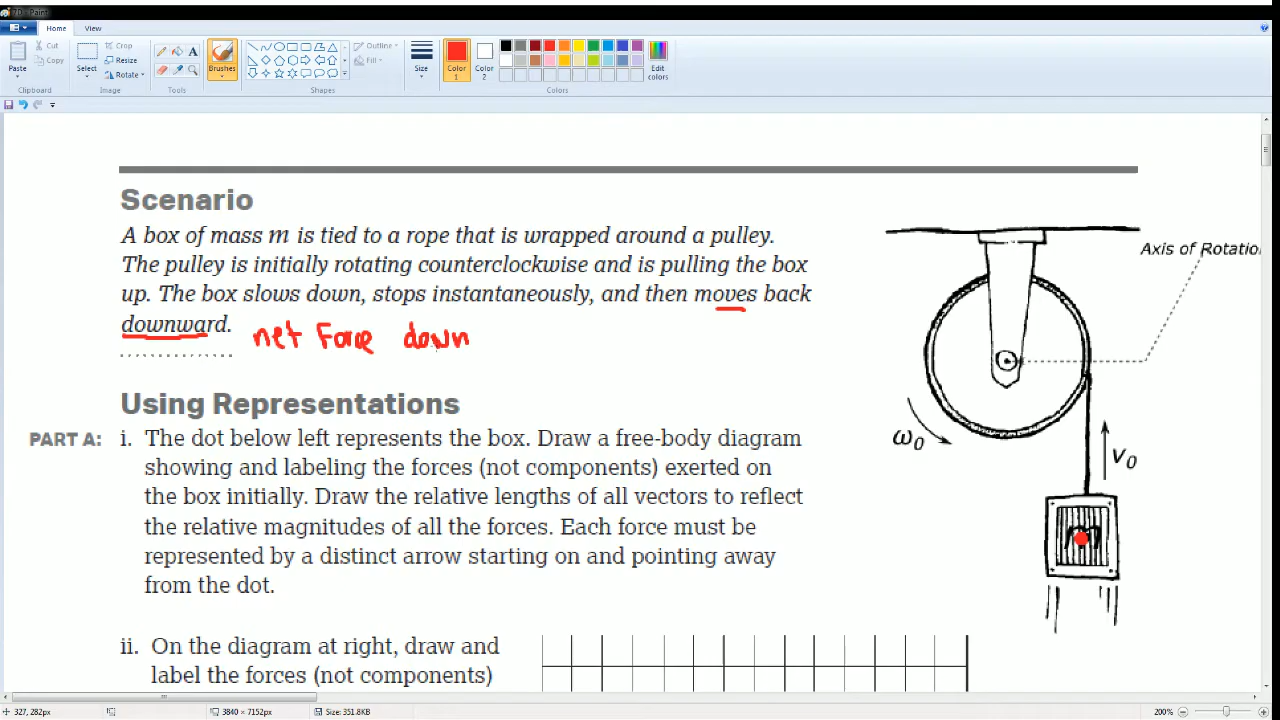 7D - Paint
Home
View
Paste
Cut
Copy
Clipboard
Select
Crop
Resize
Rotate
Image
A
Tools
Brushes
Shapes
Outline
Fill
Size
Color
1
Color
2
Edit
colors
Colors
Scenario
A box of mass m is tied to a rope that is wrapped around a pulley.
The pulley is initially rotating counterclockwise and is pulling the box
up. The box slows down, stops instantaneously, and then moves back
downward.
net Force down
Axis of Rotatio
ω0
v0
m
Using Representations
PART A: i. The dot below left represents the box. Draw a free-body diagram
showing and labeling the forces (not components) exerted on
the box initially. Draw the relative lengths of all vectors to reflect
the relative magnitudes of all the forces. Each force must be
represented by a distinct arrow starting on and pointing away
from the dot.
ii. On the diagram at right, draw and
label the forces (not components)
327, 282px
3840 × 7152px
Size: 351.8KB
200%